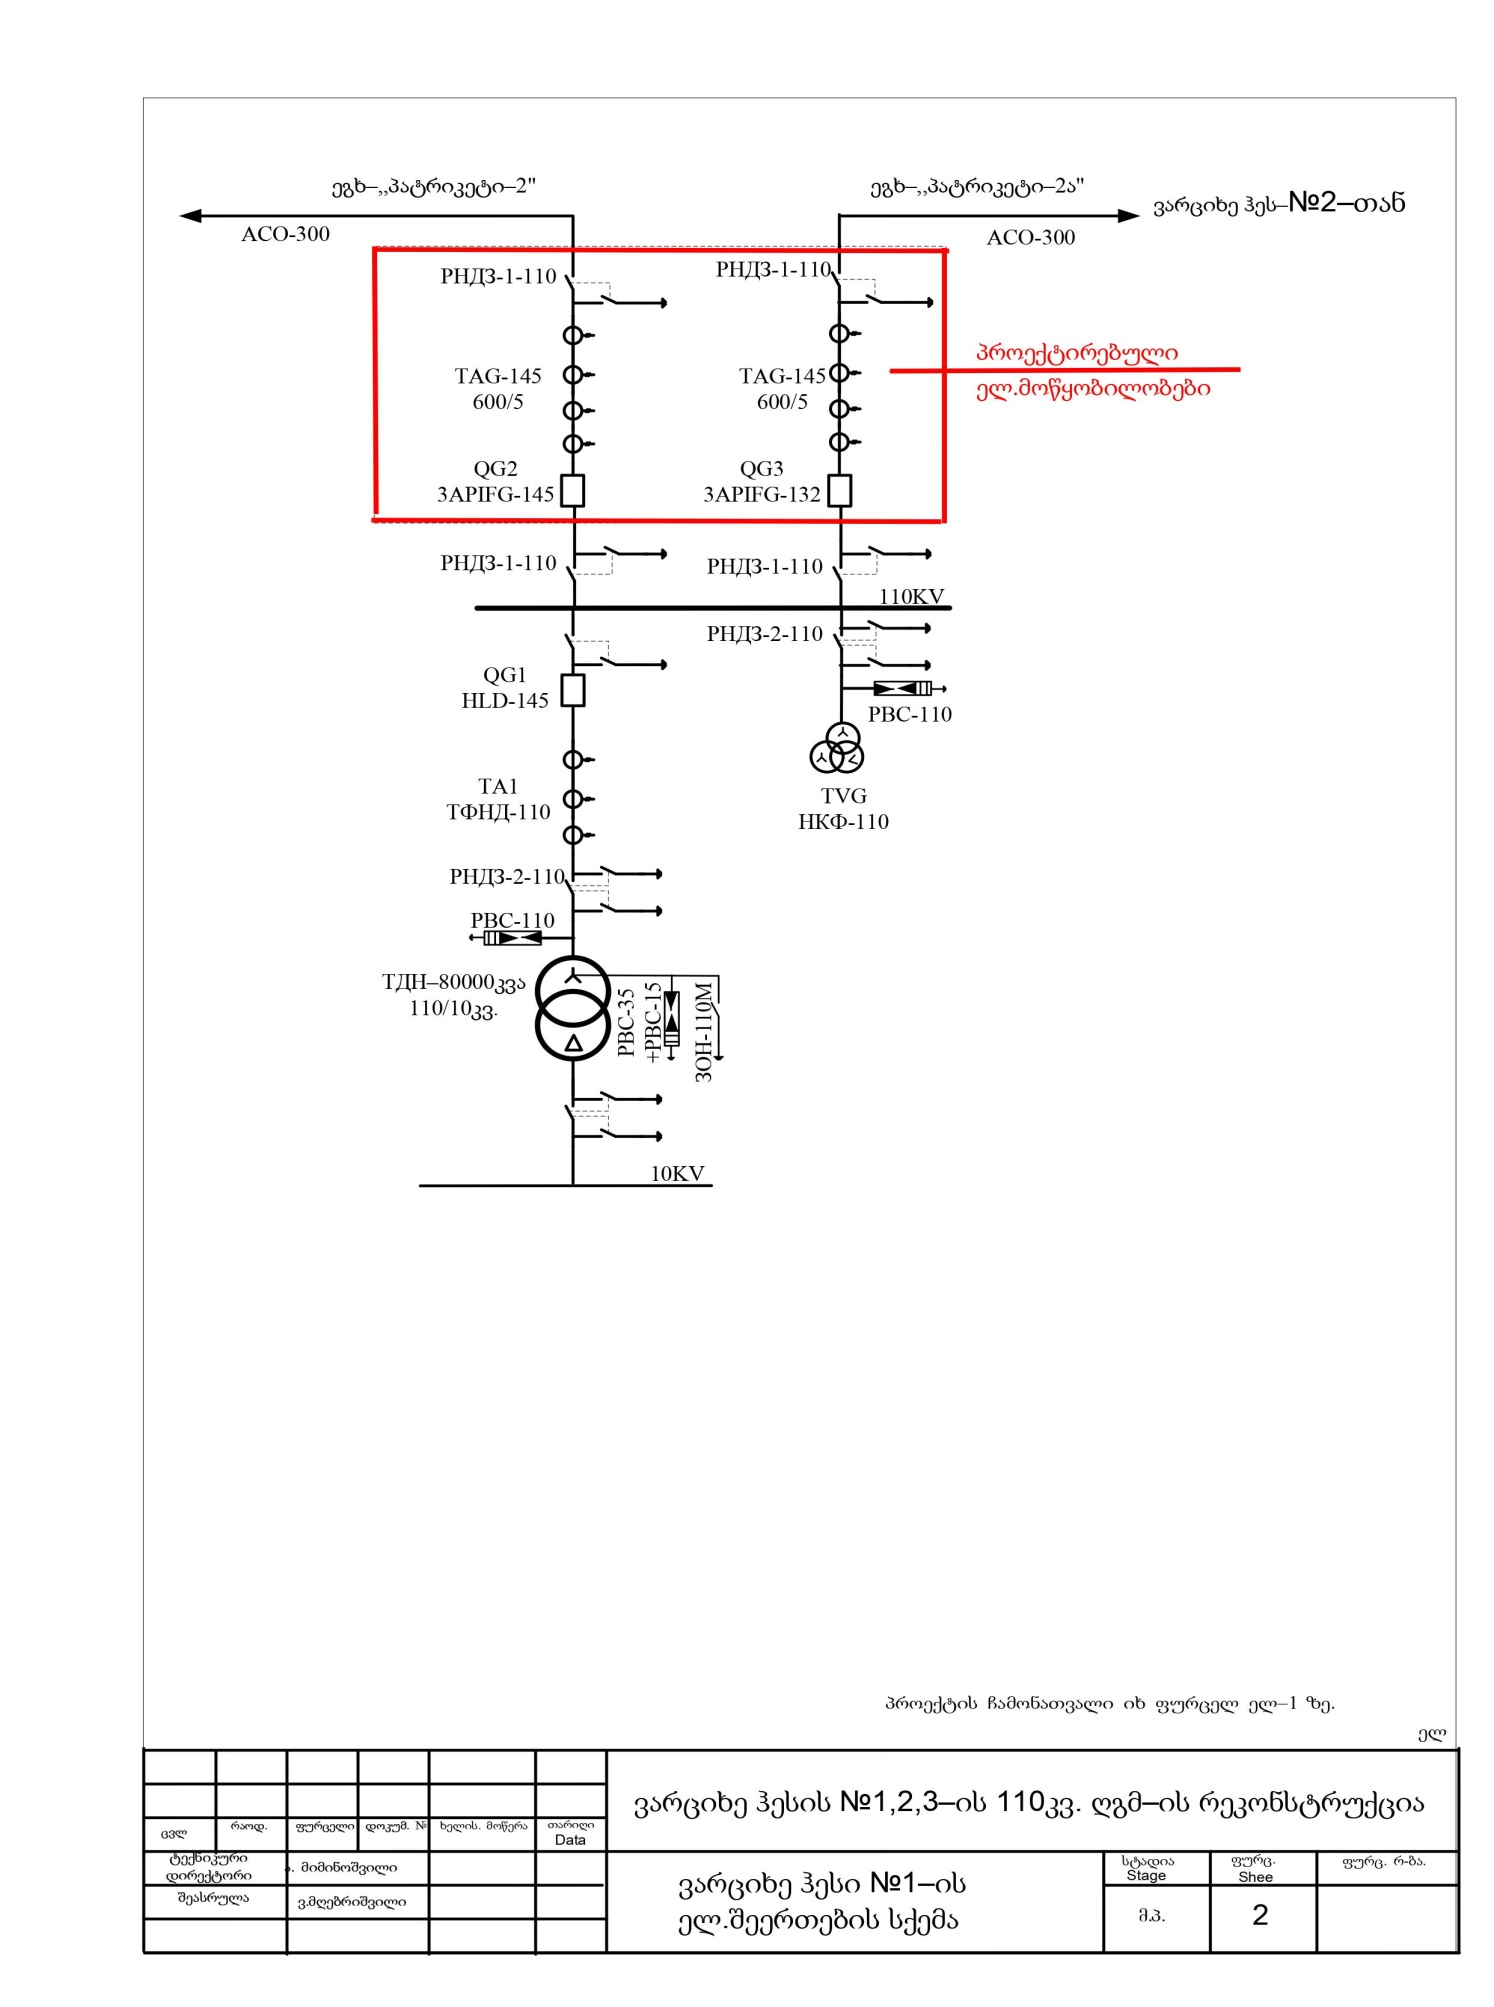 ეგხ–,,პატრიკეტი–2"
ეგხ–,,პატრიკეტი–2ა"
ვარციხე ჰეს–№2–თან
АСО-300
АСО-300
РНДЗ-1-110
РНДЗ-1-110
TAG-145
600/5
TAG-145
600/5
პროექტირებული
ელ.მოწყობილობები
QG2
3APIFG-145
QG3
3APIFG-132
РНДЗ-1-110
РНДЗ-1-110
110KV
РНДЗ-2-110
QG1
HLD-145
РВС-110
TA1
ТФНД-110
TVG
НКФ-110
РНДЗ-2-110
РВС-110
ТДН–80000კვა
110/10კვ.
РВС-35
+РВС-15
ЗОН-110М
10KV
პროექტის ჩამონათვალი იხ ფურცელ ელ–1 ზე.
ელ
ვარციხე ჰესის №1,2,3–ის 110კვ. ღგმ–ის რეკონსტრუქცია
ცვლ
რაოდ.
ფურცელი
დოკუმ. №
ხელის. მოწერა
თარიღი
Data
ტექნიკური
დირექტორი
მიმინოშვილი
შეასრულა
ვ.მღებრიშვილი
ვარციხე ჰესი №1–ის
ელ.შეერთების სქემა
სტადია
Stage
ფურც.
Shee
ფურც. რ-ბა.
მ.პ.
2